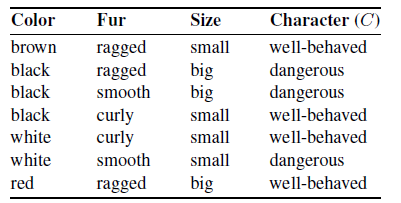 Color Fur Size Character (C)
brown ragged small well-behaved
black ragged big dangerous
black smooth big dangerous
black curly small well-behaved
white curly small well-behaved
white smooth small dangerous
red ragged big well-behaved